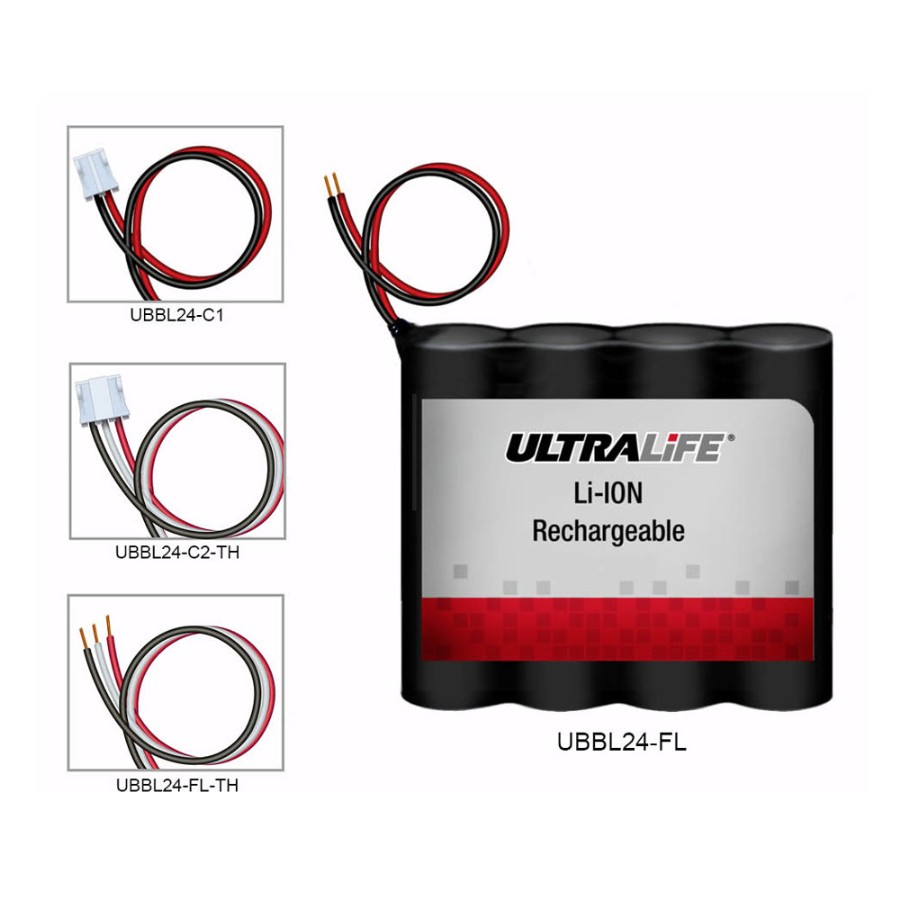 UBBL24-C1
UBBL24-C2-TH
UBBL24-FL-TH
ULTRALiFE®
Li-ION
Rechargeable
UBBL24-FL